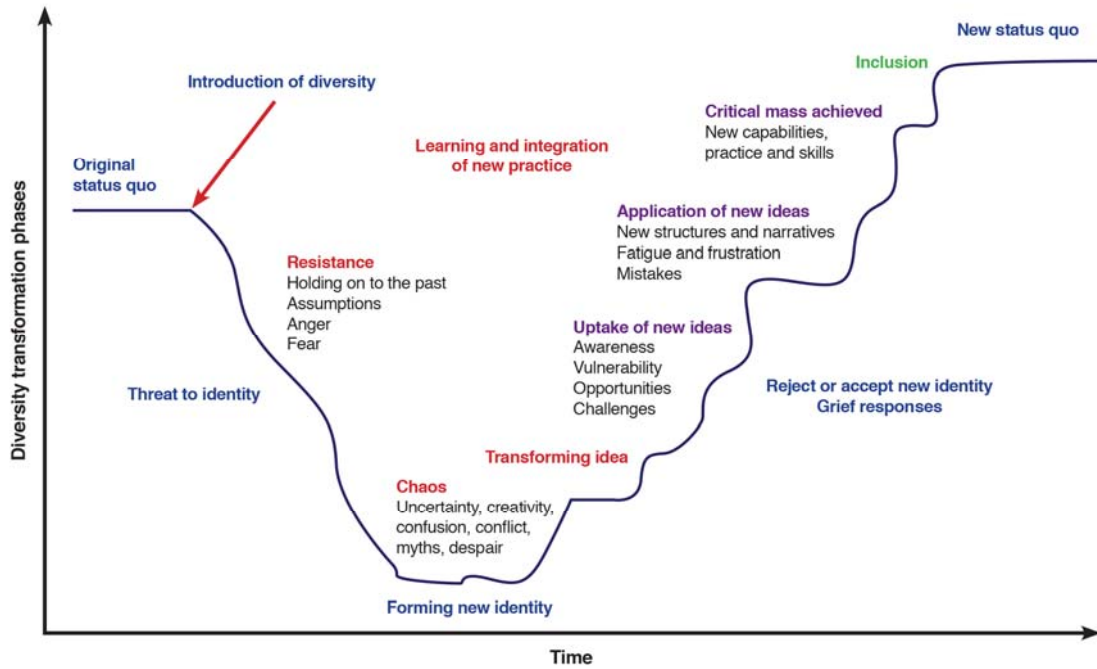 New status quo
Inclusion
Introduction of diversity
Critical mass achieved
New capabilities,
practice and skills
Learning and integration
of new practice
Original
status quo
Application of new ideas
New structures and narratives
Fatigue and frustration
Mistakes
Resistance
Holding on to the past
Assumptions
Anger
Fear
Uptake of new ideas
Awareness
Vulnerability
Opportunities
Challenges
Threat to identity
Reject or accept new identity
Grief responses
Transforming idea
Chaos
Uncertainty, creativity,
confusion, conflict,
myths, despair
Forming new identity
Diversity transformation phases
Time